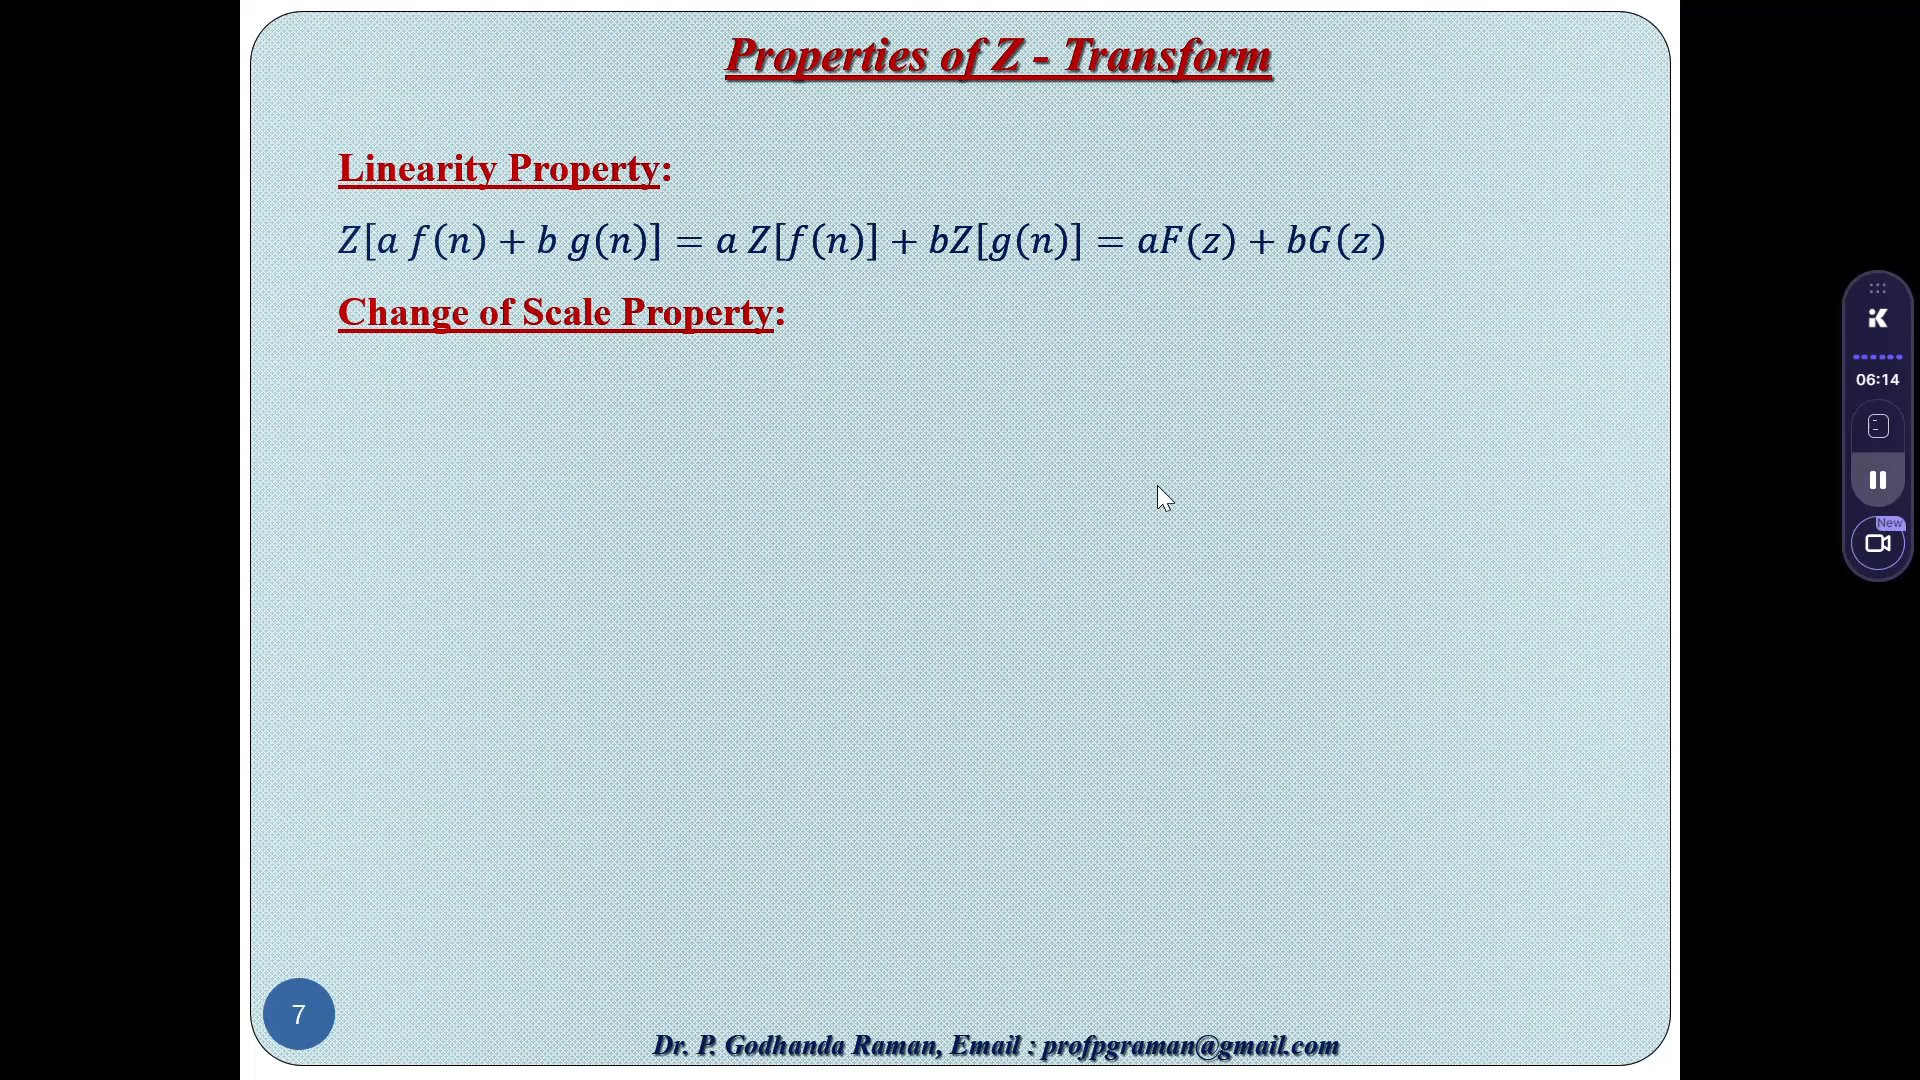 Properties of Z - Transform
Linearity Property:
Z[a f(n) + b g(n)] = a Z[f(n)] + bZ[g(n)] = aF(z) + bG(z)
Change of Scale Property:
06:14
New
7
Dr. P. Godhanda Raman, Email : profpgraman@gmail.com